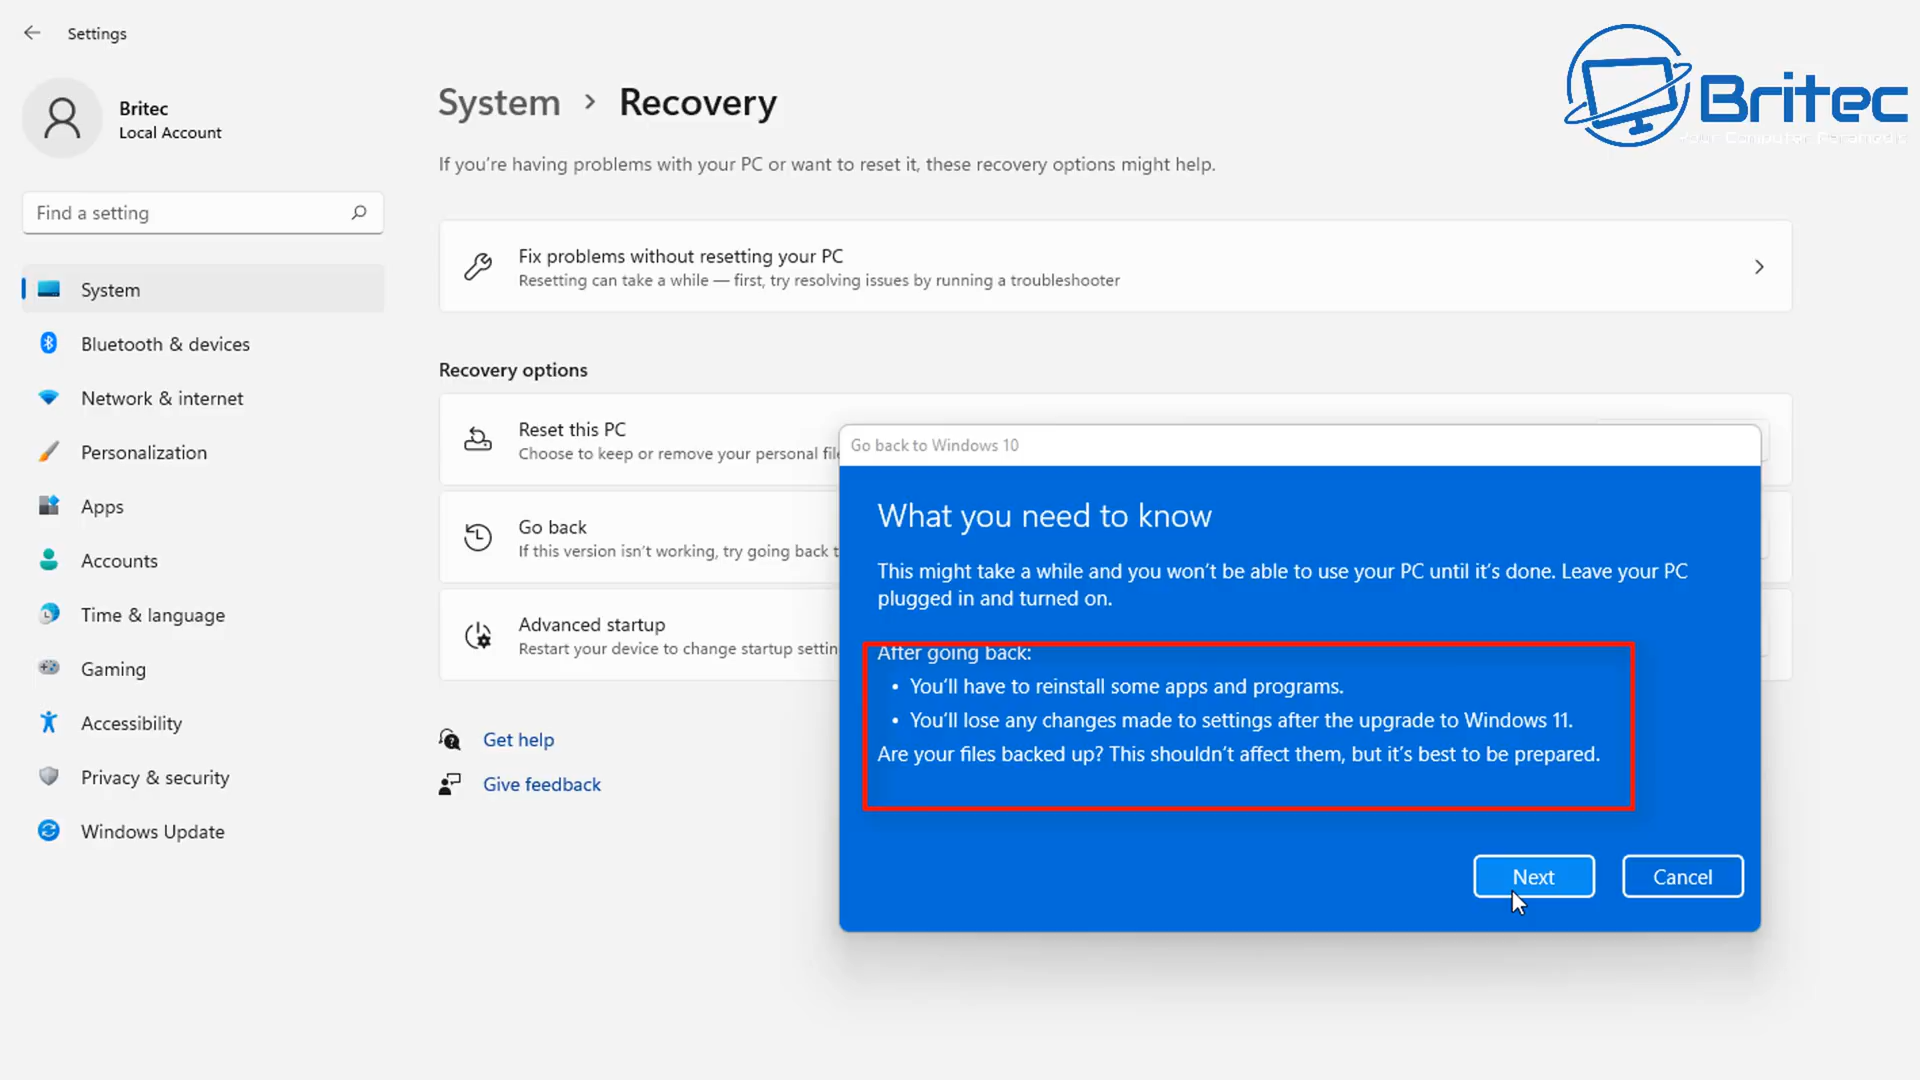 Settings
Britec
Local Account
Find a setting
System
Bluetooth & devices
Network & internet
Personalization
Apps
Accounts
Time & language
Gaming
Accessibility
Privacy & security
Windows Update
System > Recovery
If you're having problems with your PC or want to reset it, these recovery options might help.
Fix problems without resetting your PC
Resetting can take a while — first, try resolving issues by running a troubleshooter
Recovery options
Reset this PC
Choose to keep or remove your personal
Go back
If this version isn't working, try going back
Advanced startup
Restart your device to change startup
Get help
Give feedback
Go back to Windows 10
What you need to know
This might take a while and you won't be able to use your PC until it's done. Leave your PC
plugged in and turned on.
After going back:
• You'll have to reinstall some apps and programs.
• You'll lose any changes made to settings after the upgrade to Windows 11.
Are your files backed up? This shouldn't affect them, but it's best to be prepared.
Next
Cancel
Britec
Your Computer